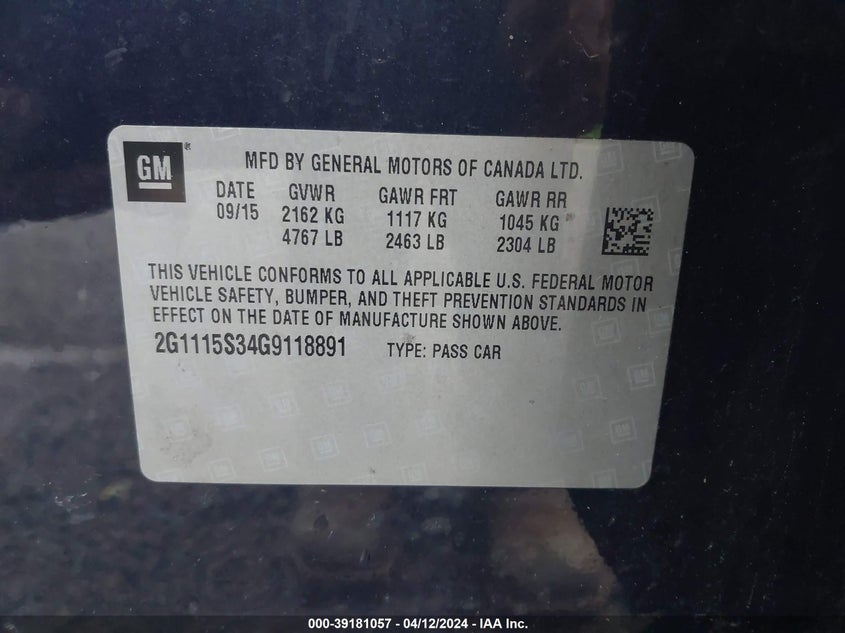 GM
MFD BY GENERAL MOTORS OF CANADA LTD.
DATE GVWR GAWR FRT GAWR RR
09/15 2162 KG 1117 KG 1045 KG
4767 LB 2463 LB 2304 LB
THIS VEHICLE CONFORMS TO ALL APPLICABLE U.S. FEDERAL MOTOR
VEHICLE SAFETY, BUMPER, AND THEFT PREVENTION STANDARDS IN
EFFECT ON THE DATE OF MANUFACTURE SHOWN ABOVE.
2G1115S34G9118891 TYPE: PASS CAR
000-39181057 - 04/12/2024 - IAA Inc.